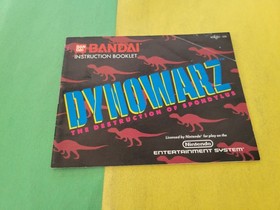 BANDAI
INSTRUCTION BOOKLET
DYNOWARZ
THE DESTRUCTION OF SPONDYLUS
Licensed by Nintendo® for play on the
Nintendo
ENTERTAINMENT SYSTEM